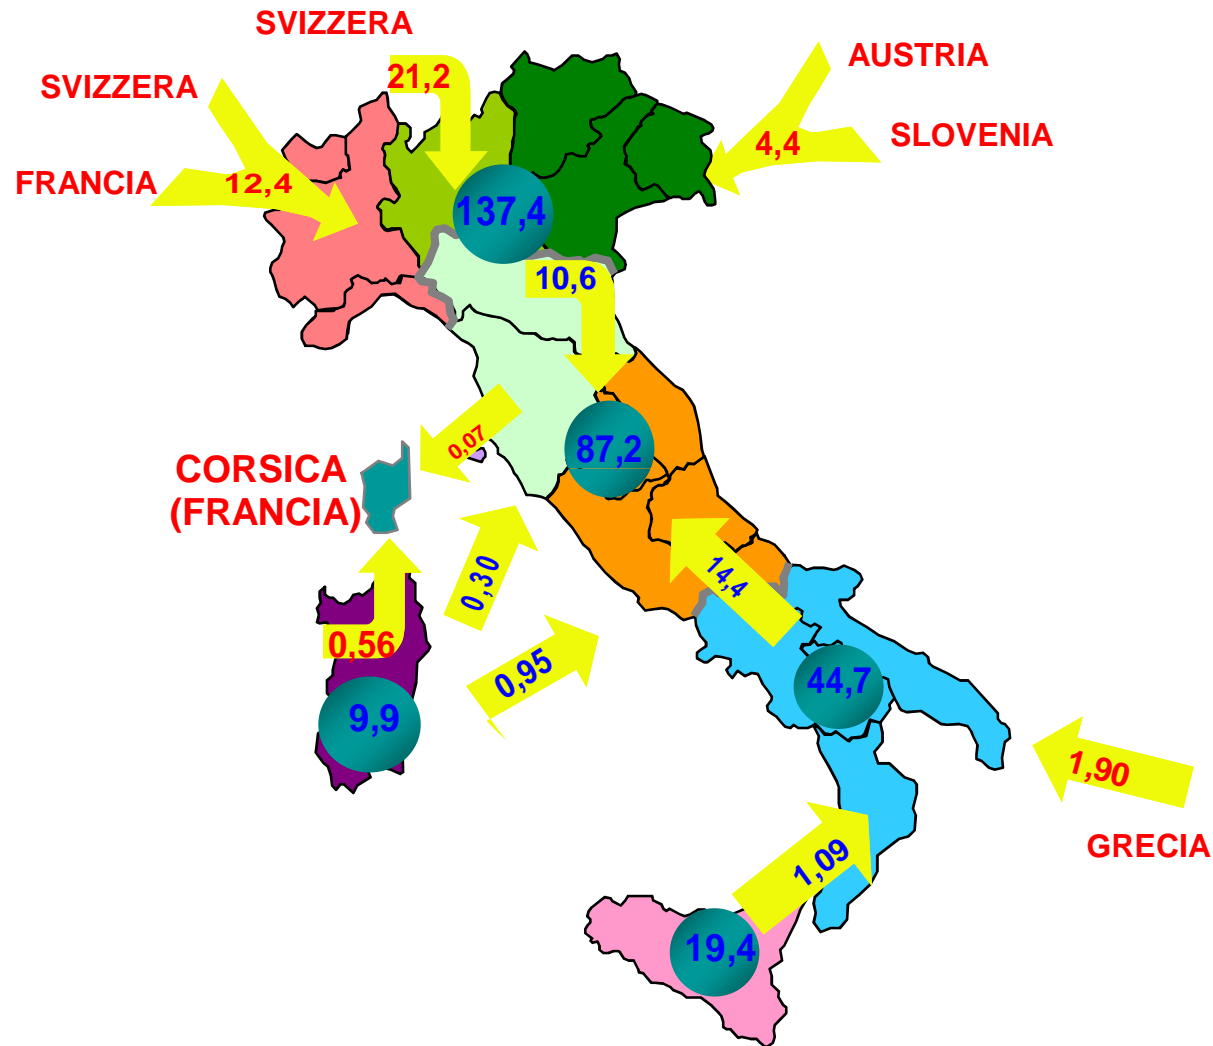 SVIZZERA
21,2
SVIZZERA
AUSTRIA
SLOVENIA
4,4
FRANCIA
12,4
137,4
10,6
0,07
87,2
CORSICA
(FRANCIA)
0,30
14,4
0,56
0,95
9,9
44,7
1,90
GRECIA
1,09
19,4